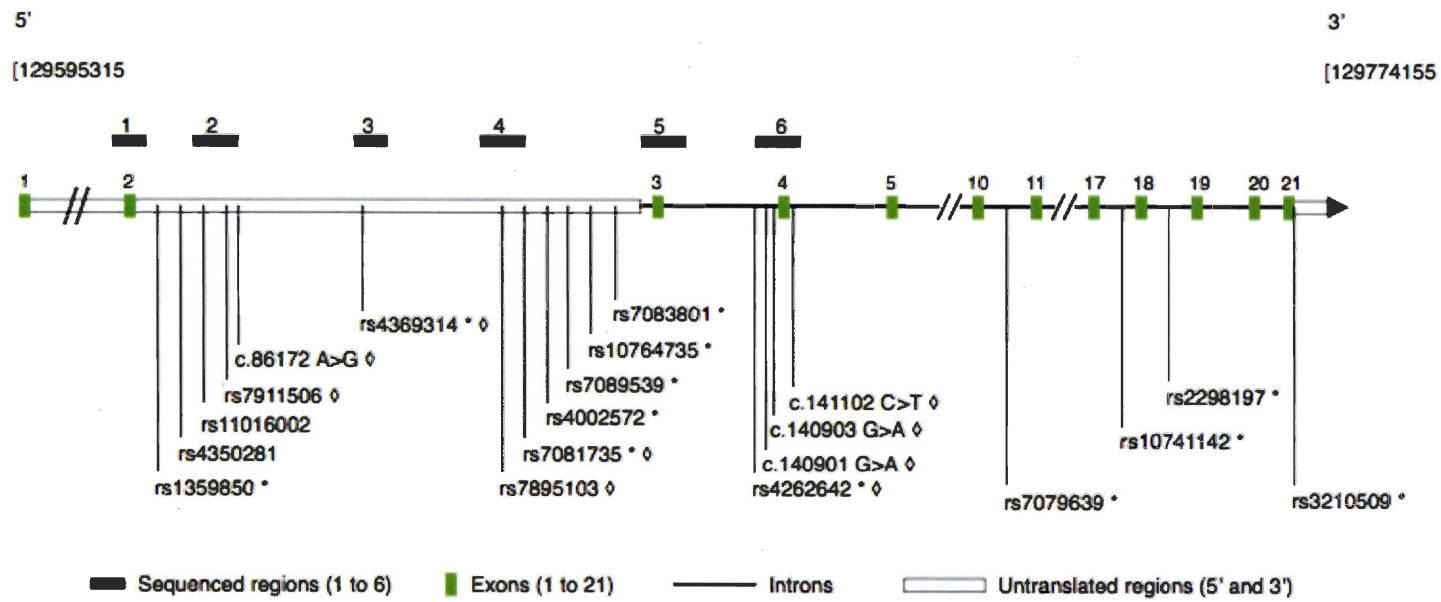 5' 3'
[129595315 [129774155
1 2 3 4 5 6
1 2 3 4 5 10 11 17 18 19 20 21
rs7083801 *
rs4369314 * ◊
rs10764735 *
c.86172 A>G ◊
rs7089539 *
rs7911506 ◊
c.141102 C>T ◊
rs2298197 *
rs4002572 *
rs11016002
c.140903 G>A ◊
rs10741142 *
rs4350281
rs7081735 * ◊
c.140901 G>A ◊
rs1359850 *
rs7895103 ◊
rs4262642 * ◊
rs7079639 *
rs3210509 *
Sequenced regions (1 to 6) Exons (1 to 21) Introns Untranslated regions (5' and 3')